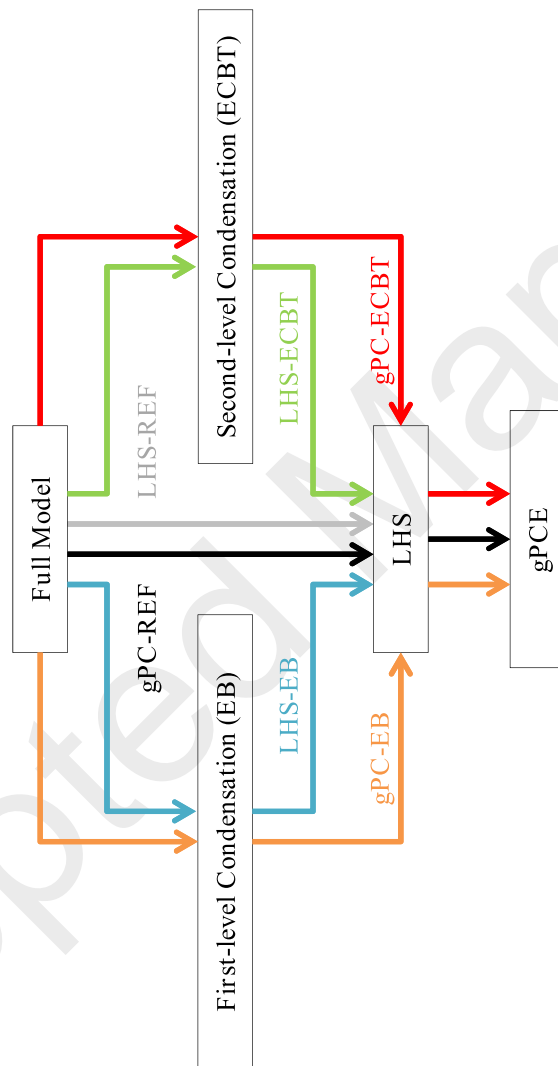 Full Model
gPC-REF
LHS-REF
First-level Condensation (EB)
Second-level Condensation (ECBT)
LHS-EB
LHS-ECBT
gPC-EB
gPC-ECBT
LHS
gPCE